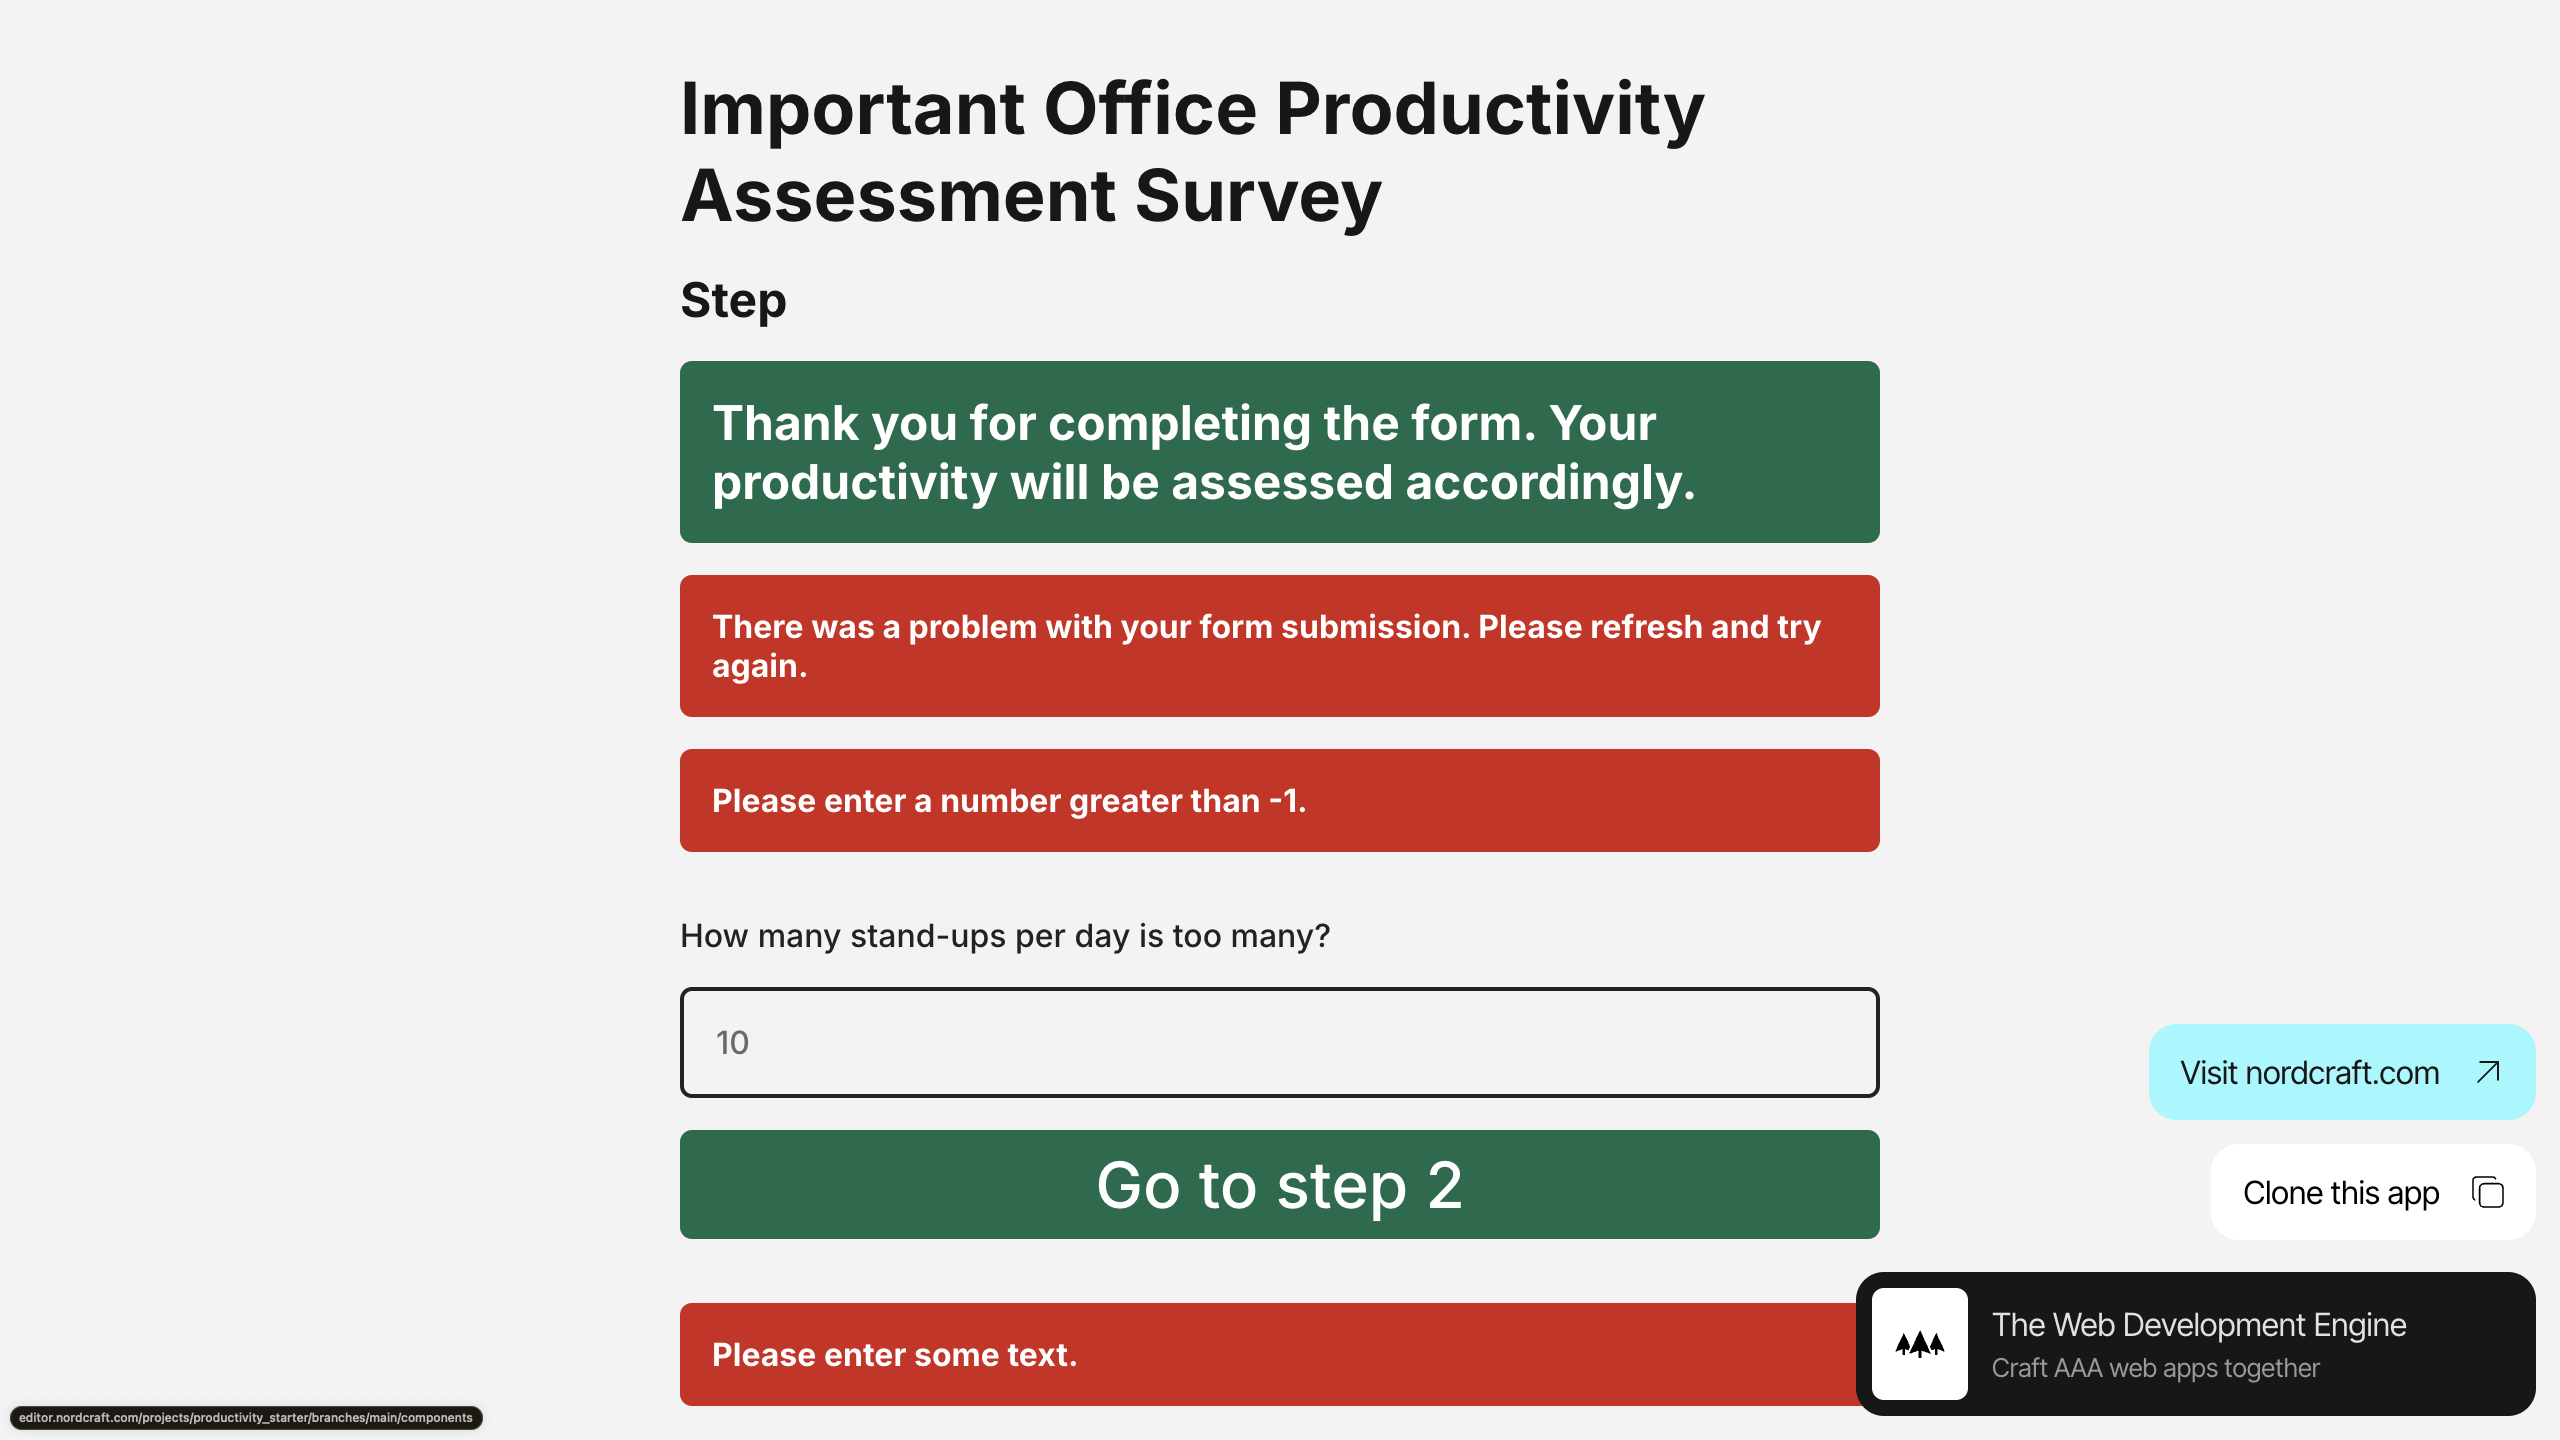 Important Office Productivity
Assessment Survey
Step
Thank you for completing the form. Your
productivity will be assessed accordingly.
There was a problem with your form submission. Please refresh and try
again.
Please enter a number greater than -1.
How many stand-ups per day is too many?
10
Go to step 2
Please enter some text.
Visit nordcraft.com
Clone this app
The Web Development Engine
Craft AAA web apps together
editor.nordcraft.com/projects/productivity_starter/branches/main/components